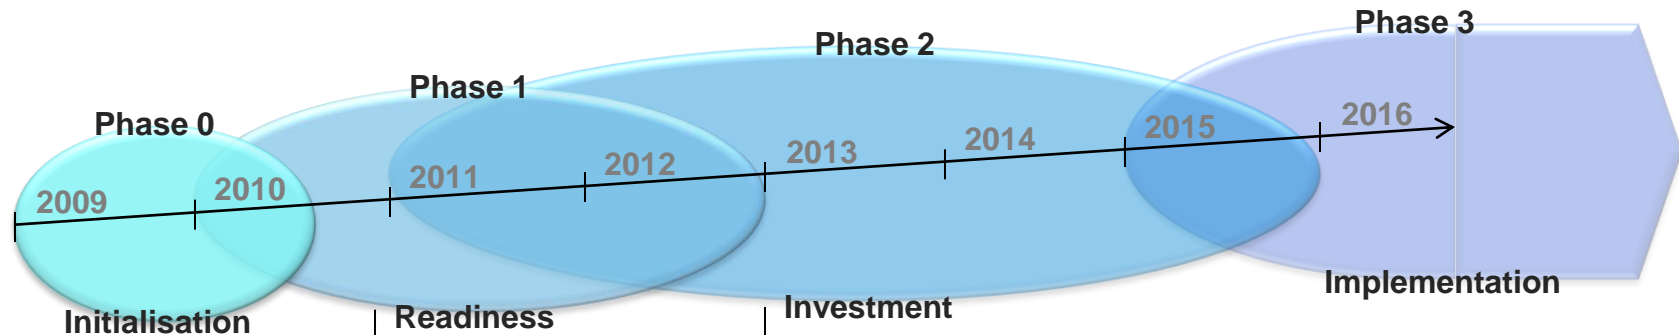 Phase 0
Phase 1
Phase 2
Phase 3
2009
2010
2011
2012
2013
2014
2015
2016
Initialisation
Readiness
Investment
Implementation